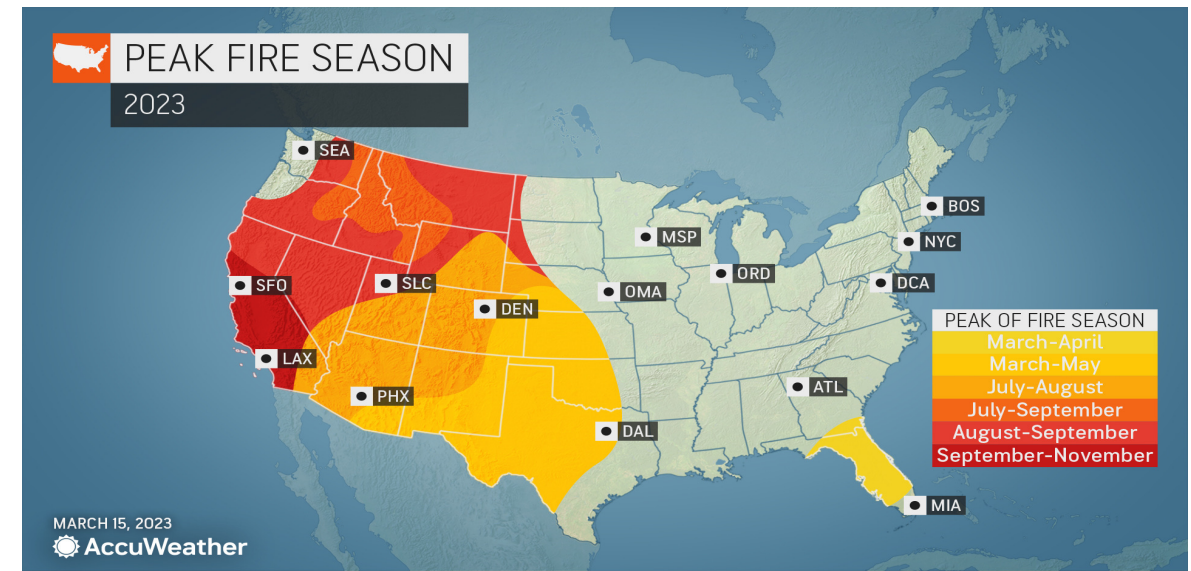 PEAK FIRE SEASON
2023
SEA
BOS
MSP
NYC
ORD
SFO
SLC
OMA
DCA
DEN
PEAK OF FIRE SEASON
March-April
March-May
July-August
July-September
August-September
September-November
LAX
ATL
PHX
DAL
MIA
MARCH 15, 2023
AccuWeather